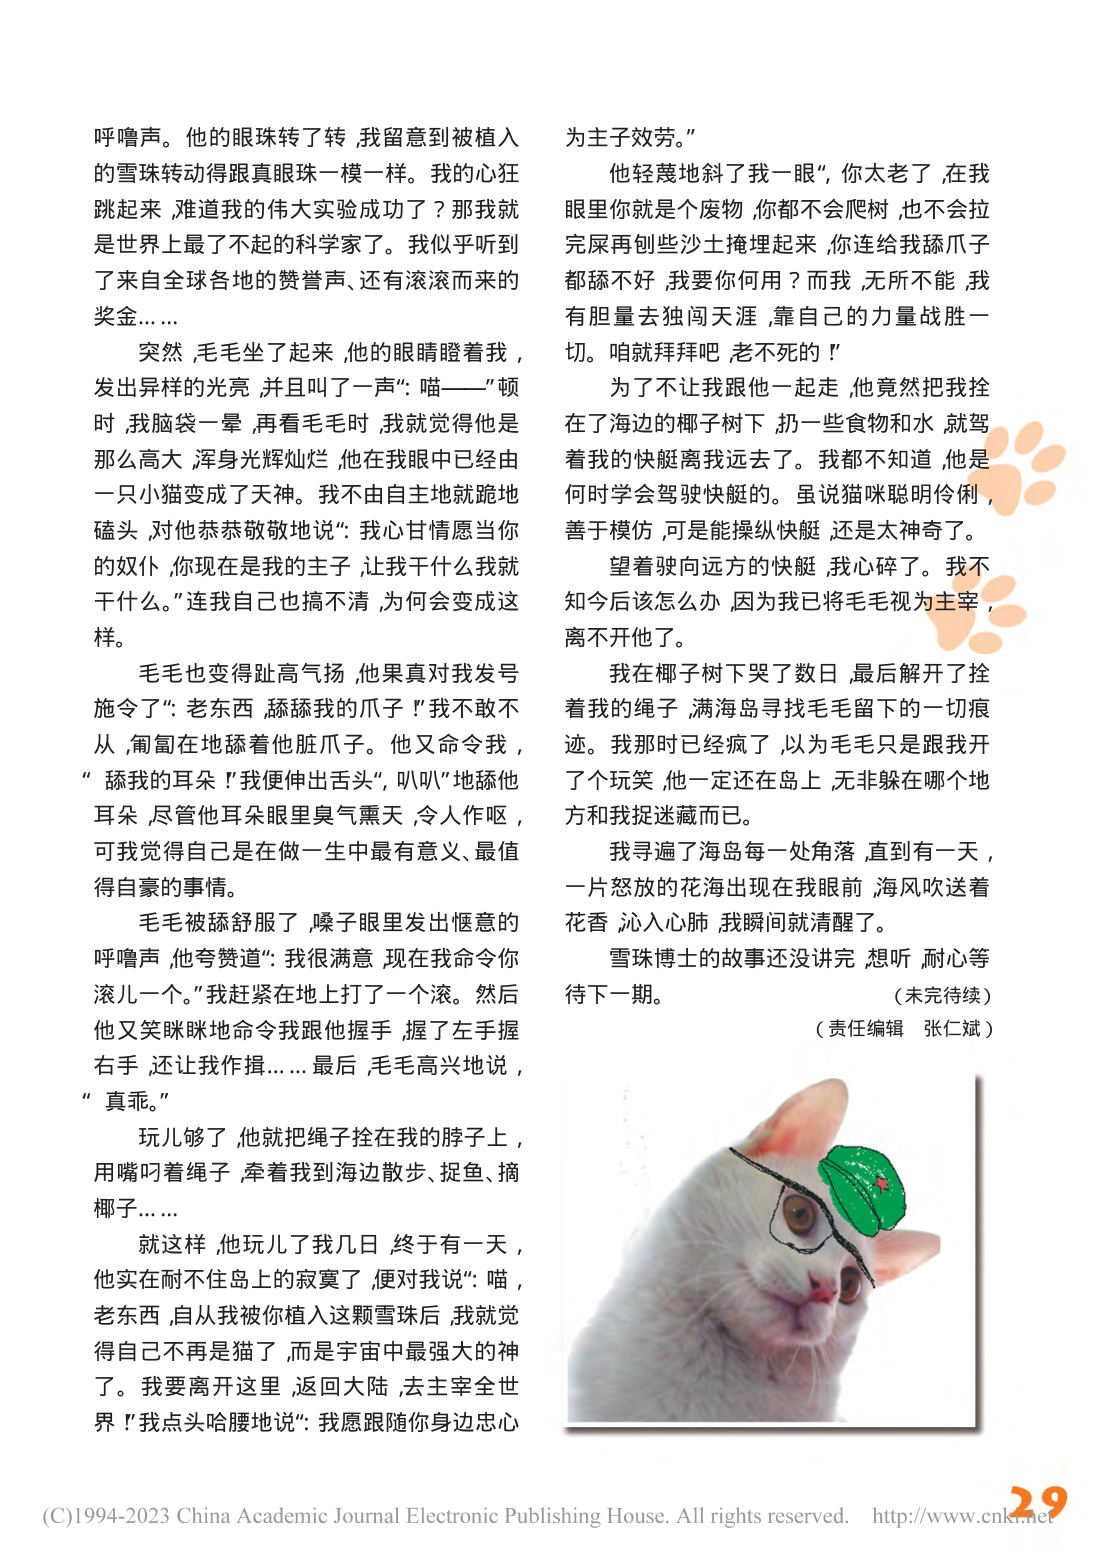 呼噜声。他的眼珠转了转,我留意到被植入
的雪珠转动得跟真眼珠一模一样。我的心狂
跳起来,难道我的伟大实验成功了？那我就
是世界上最了不起的科学家了。我似乎听到
了来自全球各地的赞誉声、还有滚滚而来的
奖金……
突然,毛毛坐了起来,他的眼睛瞪着我,
发出异样的光亮,并且叫了一声“:喵——”顿
时,我脑袋一晕,再看毛毛时,我就觉得他是
那么高大,浑身光辉灿烂,他在我眼中已经由
一只小猫变成了天神。我不由自主地就跪地
磕头,对他恭恭敬敬地说“:我心甘情愿当你
的奴仆,你现在是我的主子,让我干什么我就
干什么。”连我自己也搞不清,为何会变成这
样。
毛毛也变得趾高气扬,他果真对我发号
施令了“:老东西,舔舔我的爪子！”我不敢不
从,匍匐在地舔着他脏爪子。他又命令我,
“舔我的耳朵！”我便伸出舌头“,叭叭”地舔他
耳朵,尽管他耳朵眼里臭气熏天,令人作呕,
可我觉得自己是在做一生中最有意义、最值
得自豪的事情。
毛毛被舔舒服了,嗓子眼里发出惬意的
呼噜声,他夸赞道“:我很满意,现在我命令你
滚儿一个。”我赶紧在地上打了一个滚。然后
他又笑眯眯地命令我跟他握手,握了左手握
右手,还让我作揖……最后,毛毛高兴地说,
“真乖。”
玩儿够了,他就把绳子拴在我的脖子上,
用嘴叼着绳子,牵着我到海边散步、捉鱼、摘
椰子……
就这样,他玩儿了我几日,终于有一天,
他实在耐不住岛上的寂寞了,便对我说“:喵,
老东西,自从我被你植入这颗雪珠后,我就觉
得自己不再是猫了,而是宇宙中最强大的神
了。我要离开这里,返回大陆,去主宰全世
界！”我点头哈腰地说“:我愿跟随你身边忠心
为主子效劳。”
他轻蔑地斜了我一眼“,你太老了,在我
眼里你就是个废物,你都不会爬树,也不会拉
完屎再刨些沙土掩埋起来,你连给我舔爪子
都舔不好,我要你何用？而我,无所不能,我
有胆量去独闯天涯,靠自己的力量战胜一
切。咱就拜拜吧,老不死的！”
为了不让我跟他一起走,他竟然把我拴
在了海边的椰子树下,扔一些食物和水,就驾
着我的快艇离我远去了。我都不知道,他是
何时学会驾驶快艇的。虽说猫咪聪明伶俐,
善于模仿,可是能操纵快艇,还是太神奇了。
望着驶向远方的快艇,我心碎了。我不
知今后该怎么办,因为我已将毛毛视为主宰,
离不开他了。
我在椰子树下哭了数日,最后解开了拴
着我的绳子,满海岛寻找毛毛留下的一切痕
迹。我那时已经疯了,以为毛毛只是跟我开
了个玩笑,他一定还在岛上,无非躲在哪个地
方和我捉迷藏而已。
我寻遍了海岛每一处角落,直到有一天,
一片怒放的花海出现在我眼前,海风吹送着
花香,沁入心肺,我瞬间就清醒了。
雪珠博士的故事还没讲完,想听,耐心等
待下一期。 （未完待续）
（责任编辑 张仁斌）
29
(C)1994-2023 China Academic Journal Electronic Publishing House. All rights reserved. http://www.cnki.net